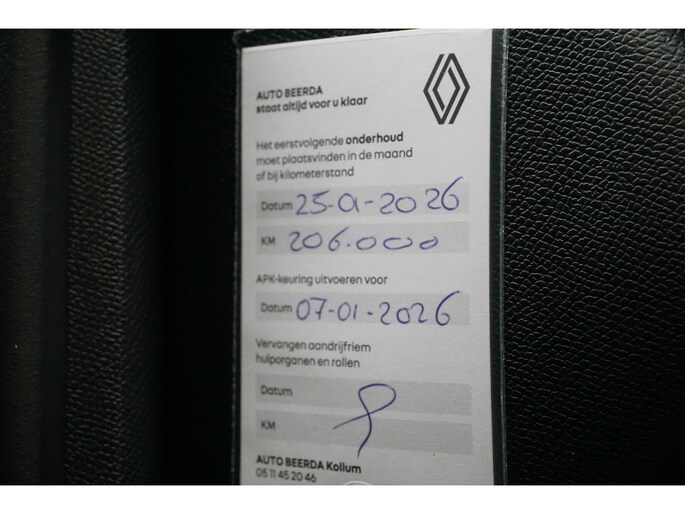 AUTO BEERDA
staat altijd voor u klaar
Het eerstvolgende onderhoud
moet plaatsvinden in de maand
of bij kilometerstand
Datum 25-01-2026
KM 206.000
APK-keuring uitvoeren voor
Datum 07-01-2026
Vervangen aandrijfriem
hulporganen en rollen
Datum
KM
AUTO BEERDA Kollum
05 11 45 20 46